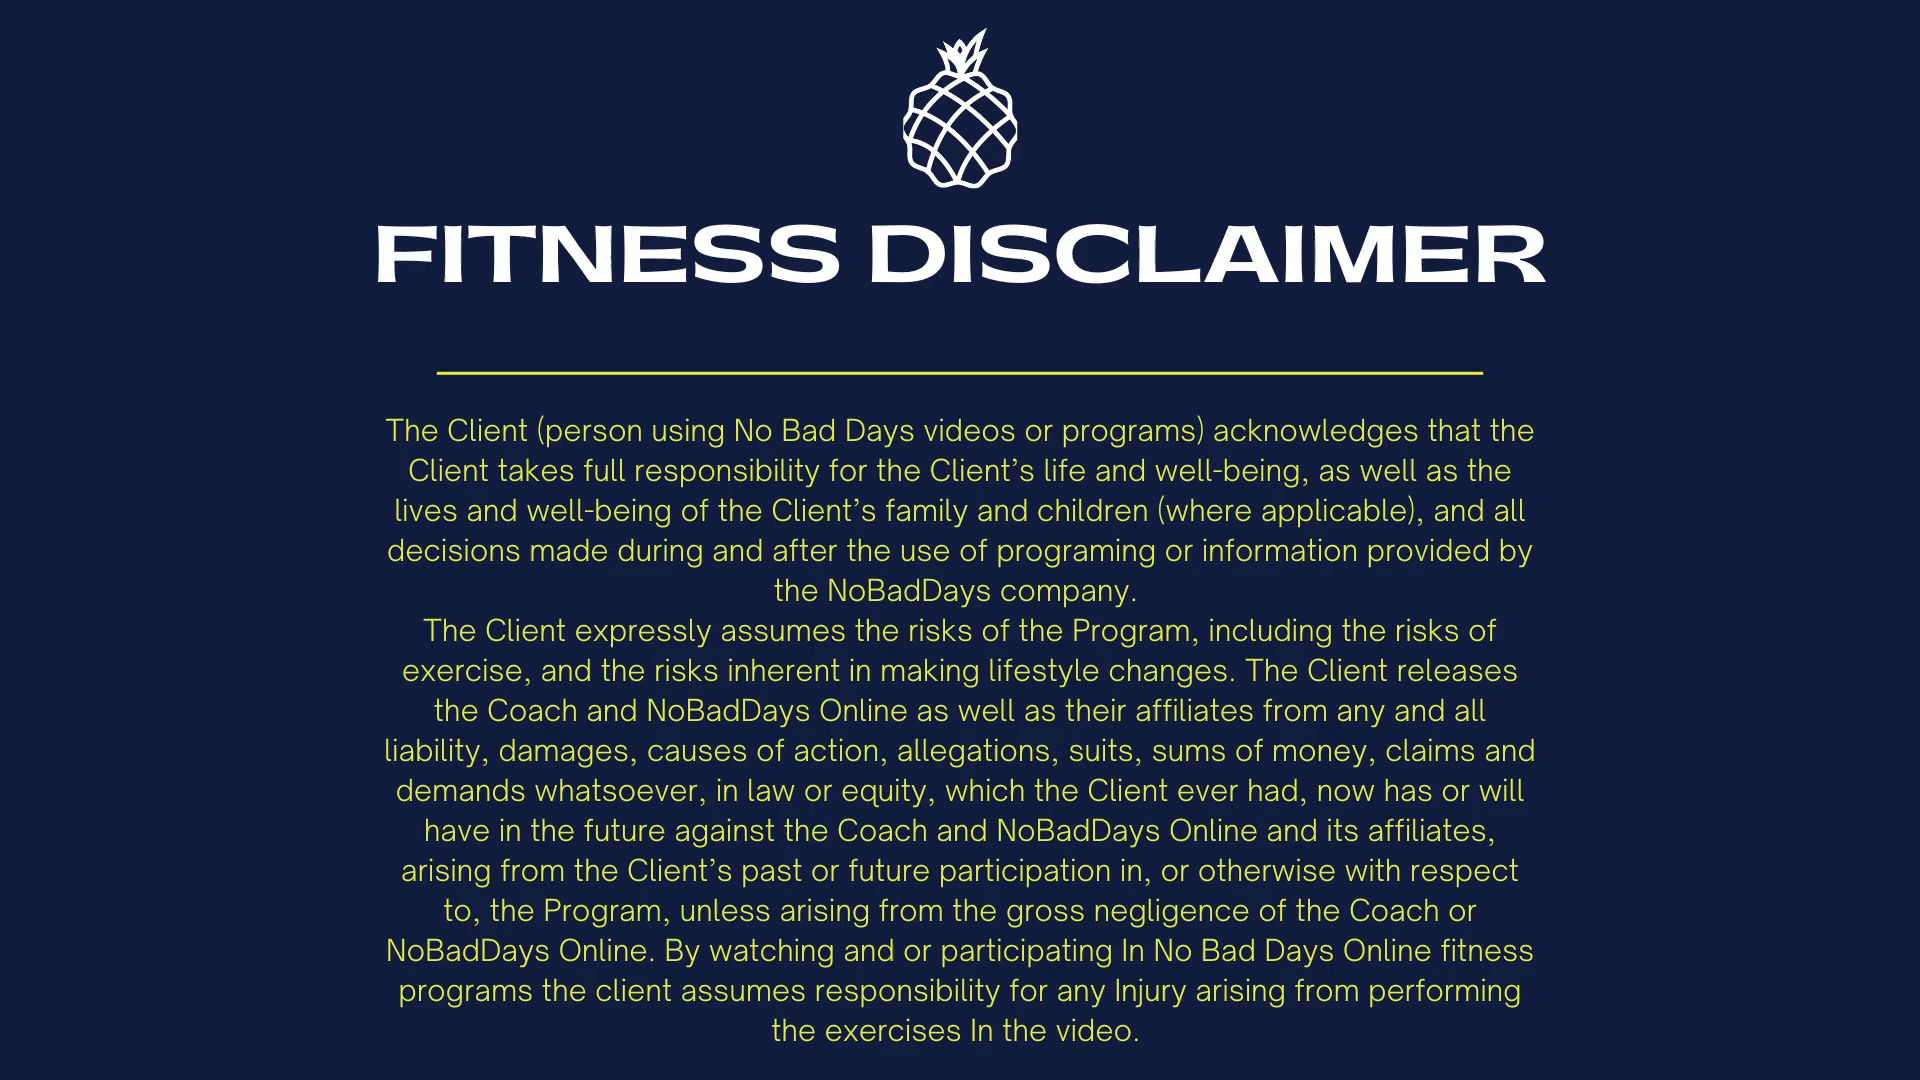 FITNESS DISCLAIMER
The Client (person using No Bad Days videos or programs) acknowledges that the
Client takes full responsibility for the Client’s life and well-being, as well as the
lives and well-being of the Client’s family and children (where applicable), and all
decisions made during and after the use of programing or information provided by
the NoBadDays company.
The Client expressly assumes the risks of the Program, including the risks of
exercise, and the risks inherent in making lifestyle changes. The Client releases
the Coach and NoBadDays Online as well as their affiliates from any and all
liability, damages, causes of action, allegations, suits, sums of money, claims and
demands whatsoever, in law or equity, which the Client ever had, now has or will
have in the future against the Coach and NoBadDays Online and its affiliates,
arising from the Client’s past or future participation in, or otherwise with respect
to, the Program, unless arising from the gross negligence of the Coach or
NoBadDays Online. By watching and or participating In No Bad Days Online fitness
programs the client assumes responsibility for any Injury arising from performing
the exercises In the video.